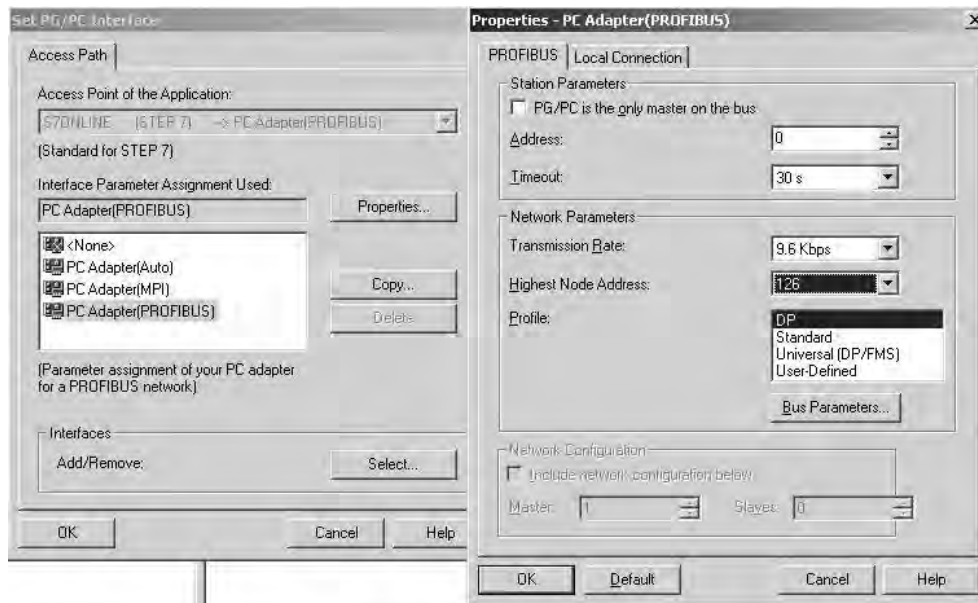 Set PG/PC Interface
Access Path
Access Point of the Application:
S7ONLINE (STEP 7) --> PC Adapter(PROFIBUS)
(Standard for STEP 7)
Interface Parameter Assignment Used:
PC Adapter(PROFIBUS)
Properties...
<None>
PC Adapter(Auto)
PC Adapter(MPI)
PC Adapter(PROFIBUS)
Copy...
Delete
(Parameter assignment of your PC adapter
for a PROFIBUS network)
Interfaces
Add/Remove:
Select...
OK
Cancel
Help
Properties - PC Adapter(PROFIBUS)
PROFIBUS
Local Connection
Station Parameters
PG/PC is the only master on the bus
Address:
0
Timeout:
30 s
Network Parameters
Transmission Rate:
9.6 Kbps
Highest Node Address:
126
Profile:
DP
Standard
Universal (DP/FMS)
User-Defined
Bus Parameters...
Network Configuration
Include network configuration below
Master:
1
Slaves:
0
OK
Default
Cancel
Help